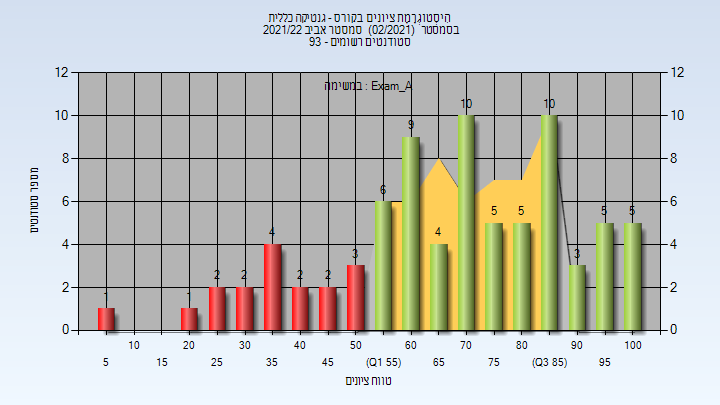 היסטוגרמת ציונים בקורס - גנטיקה כללית
בסמסטר (02/2021) סמסטר אביב 2021/22
סטודנטים רשומים - 93
במשימה : Exam_A
מספר סטודנטים
12 10 8 6 4 2 0
12 10 8 6 4 2 0
1 1 2 2 4 2 2 3 6 9 4 10 5 5 10 3 5 5
10 20 30 40 50 60 70 80 90 100
5 15 25 35 45 (Q1 55) 65 75 (Q3 85) 95
טווח ציונים